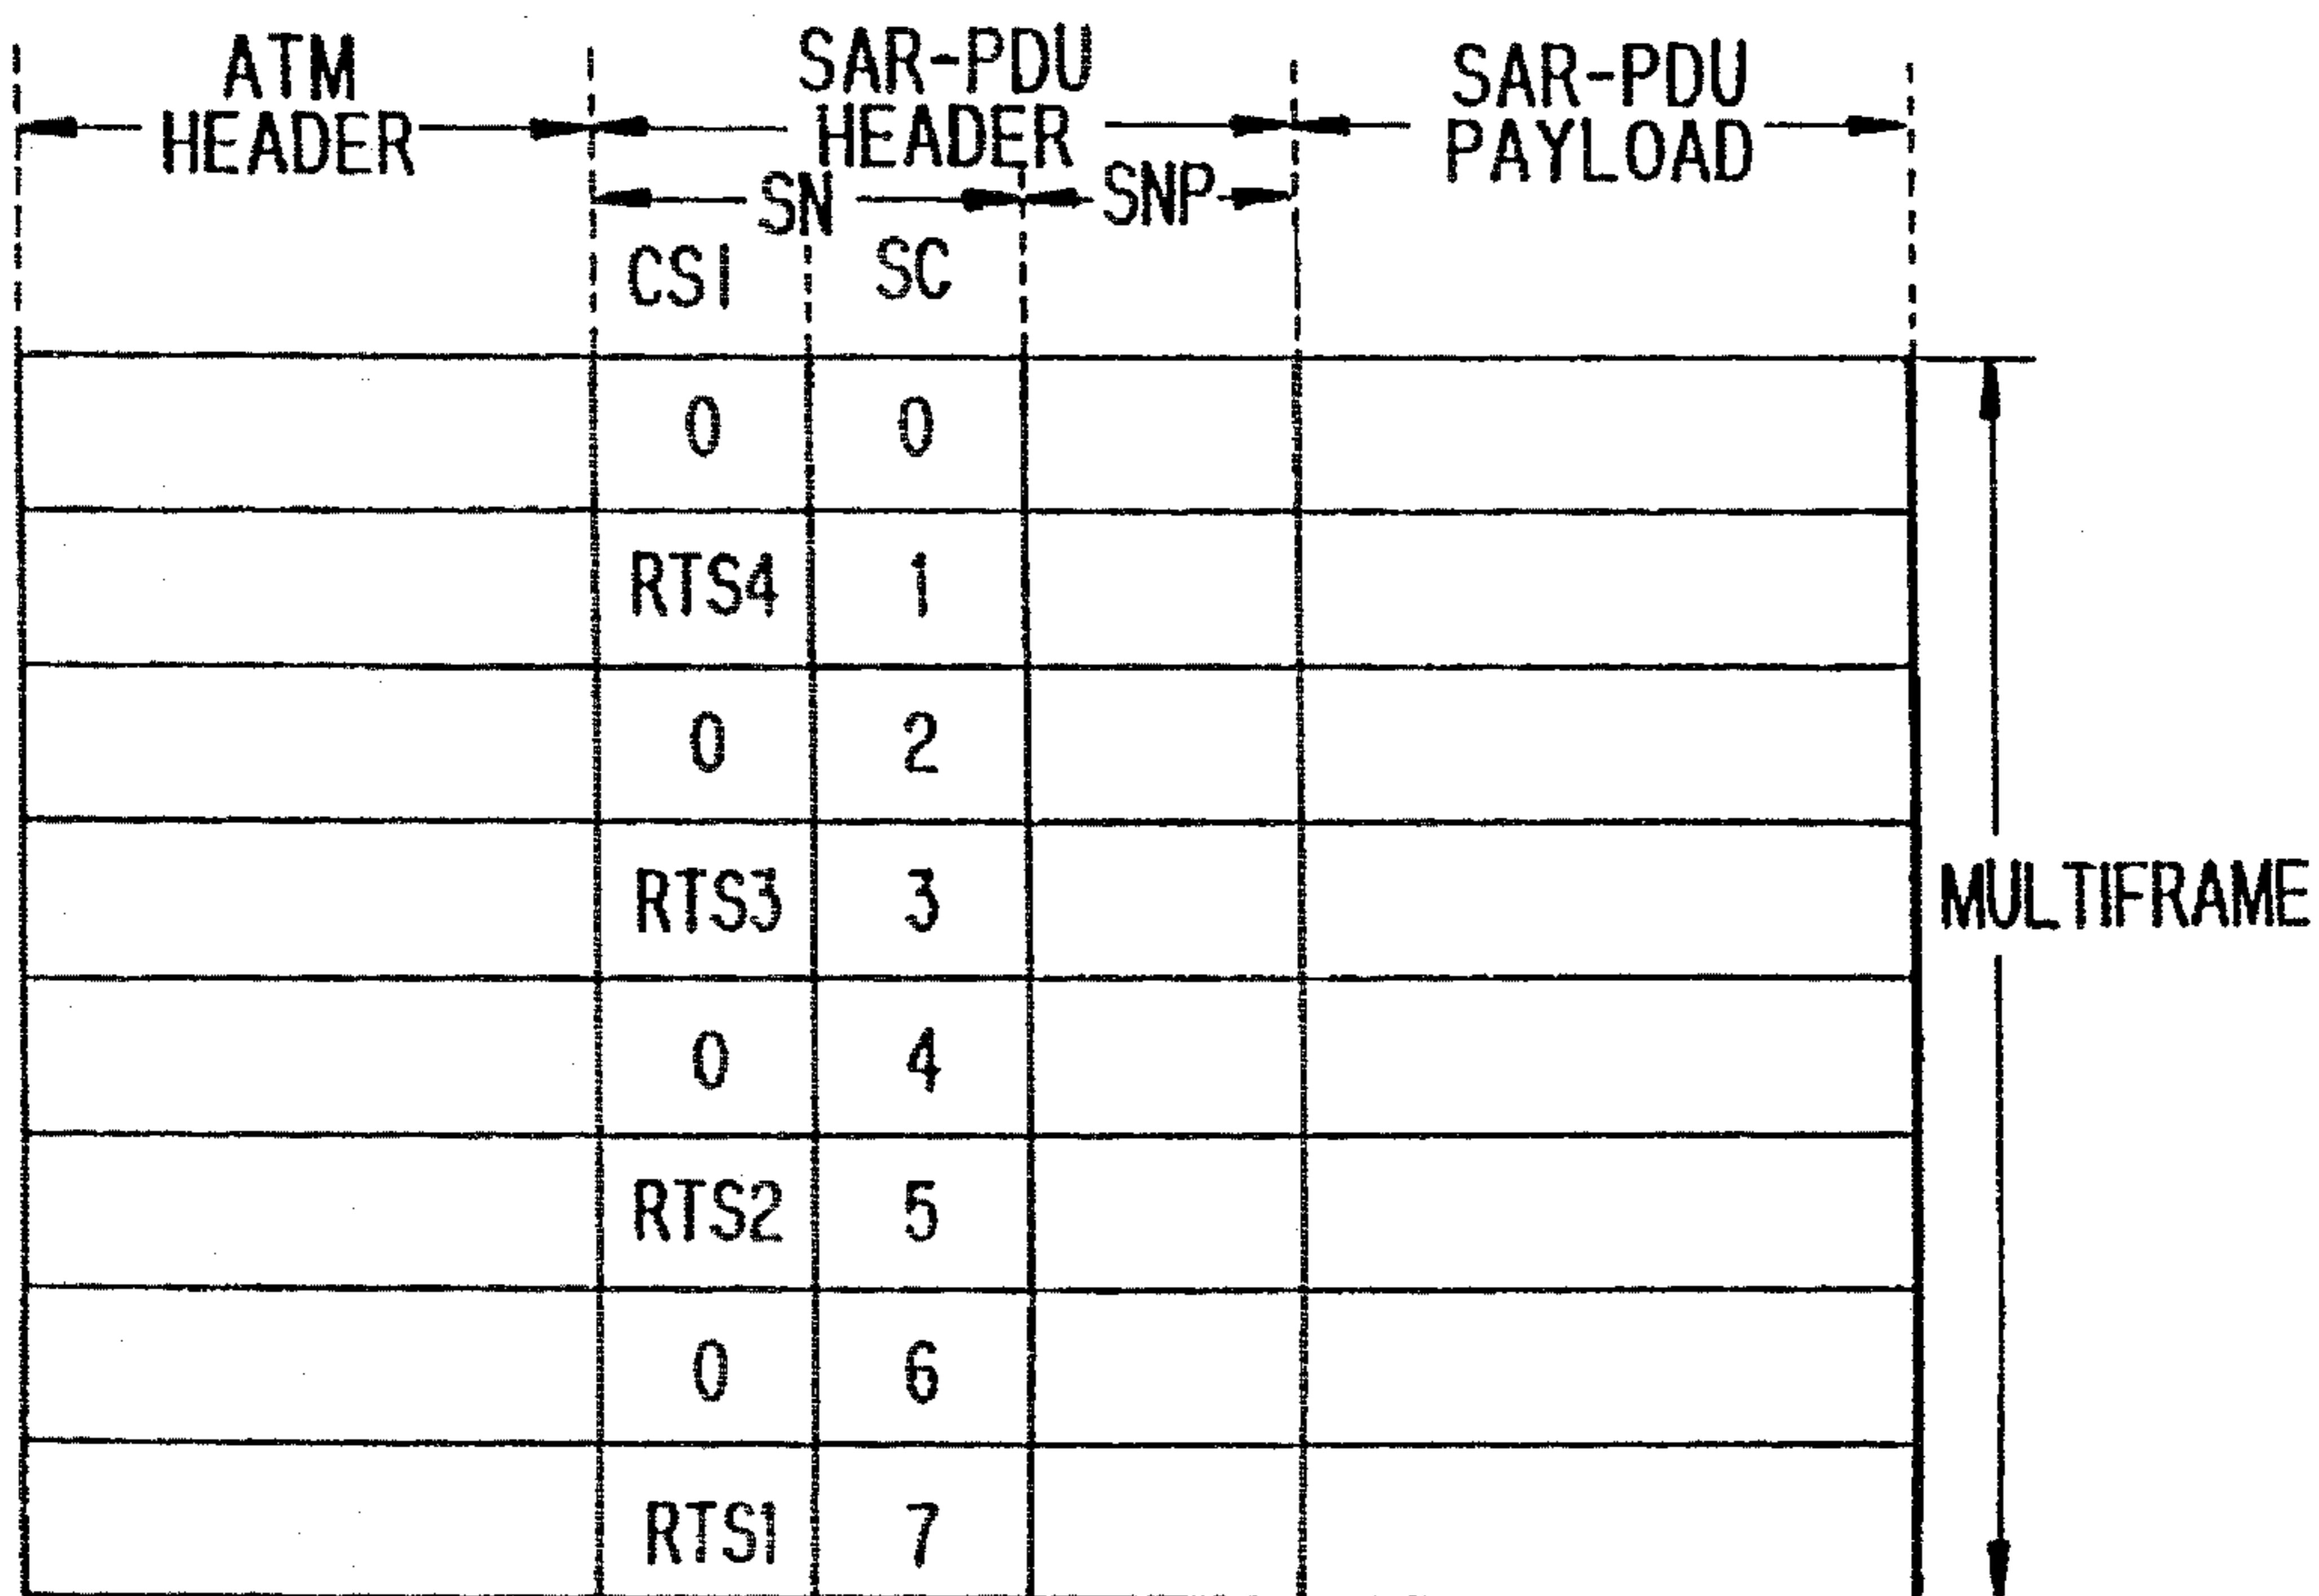 ATM
HEADER
SAR-PDU
HEADER
SAR-PDU
PAYLOAD
SN
SNP
CSI
SC
0 0
RTS4 1
0 2
RTS3 3
MULTIFRAME
0 4
RTS2 5
0 6
RTS1 7